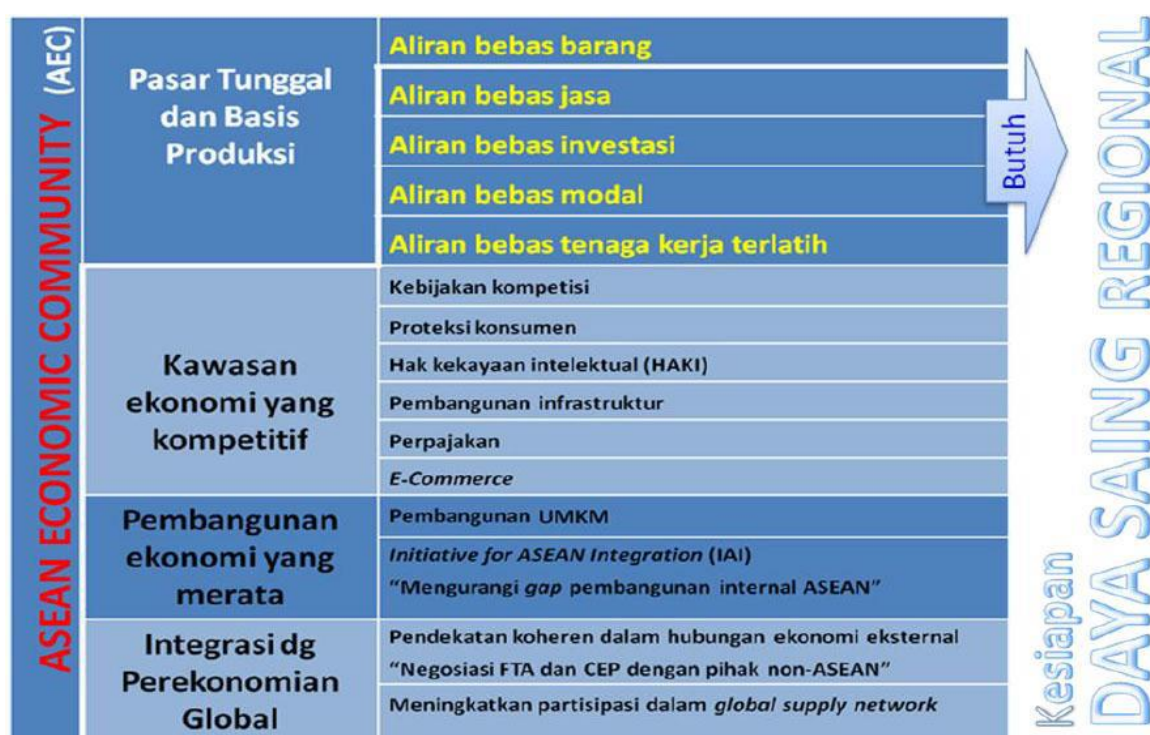 ASEAN ECONOMIC COMMUNITY (AEC)
Pasar Tunggal
dan Basis
Produksi
Aliran bebas barang
Aliran bebas jasa
Aliran bebas investasi
Aliran bebas modal
Aliran bebas tenaga kerja terlatih
Kawasan
ekonomi yang
kompetitif
Kebijakan kompetisi
Proteksi konsumen
Hak kekayaan intelektual (HAKI)
Pembangunan infrastruktur
Perpajakan
E-Commerce
Pembangunan
ekonomi yang
merata
Pembangunan UMKM
Initiative for ASEAN Integration (IAI)
“Mengurangi gap pembangunan internal ASEAN”
Integrasi dg
Perekonomian
Global
Pendekatan koheren dalam hubungan ekonomi eksternal
“Negosiasi FTA dan CEP dengan pihak non-ASEAN”
Meningkatkan partisipasi dalam global supply network
Butuh
Kesiapan
DAYA SAING REGIONAL